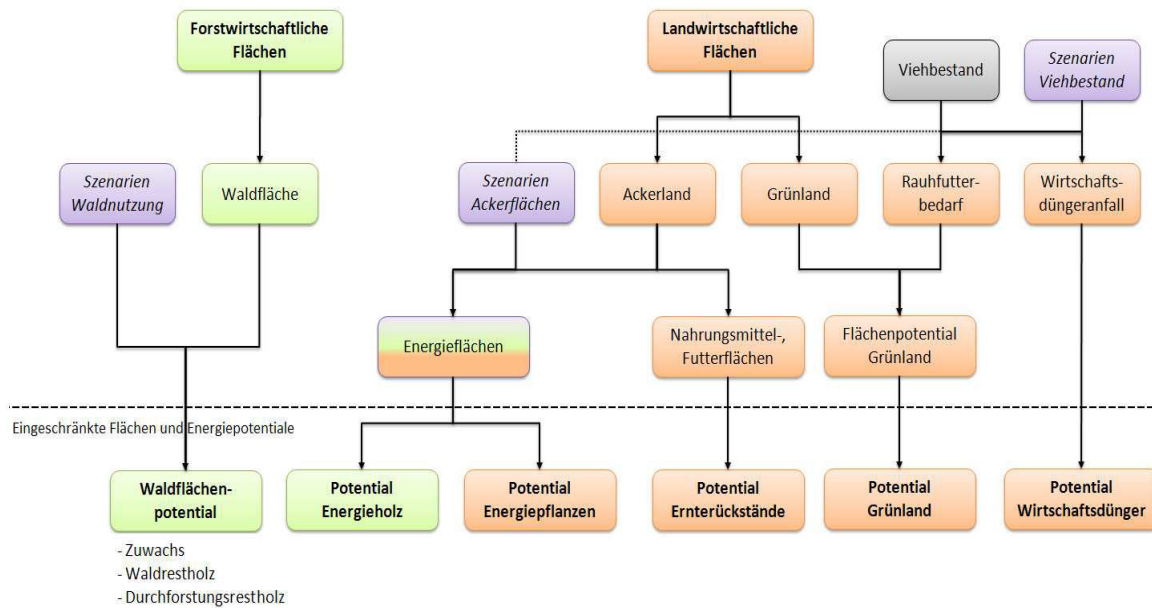 Forstwirtschaftliche
Flächen
Landwirtschaftliche
Flächen
Viehbestand
Szenarien
Viehbestand
Szenarien
Waldnutzung
Waldfläche
Szenarien
Ackerflächen
Ackerland
Grünland
Rauhfutter-
bedarf
Wirtschafts-
düngeranfall
Energieflächen
Nahrungsmittel-,
Futterflächen
Flächenpotential
Grünland
Eingeschränkte Flächen und Energiepotentiale
Waldflächen-
potential
Potential
Energieholz
Potential
Energiepflanzen
Potential
Ernterückstände
Potential
Grünland
Potential
Wirtschaftsdünger
- Zuwachs
- Waldrestholz
- Durchforstungsrestholz